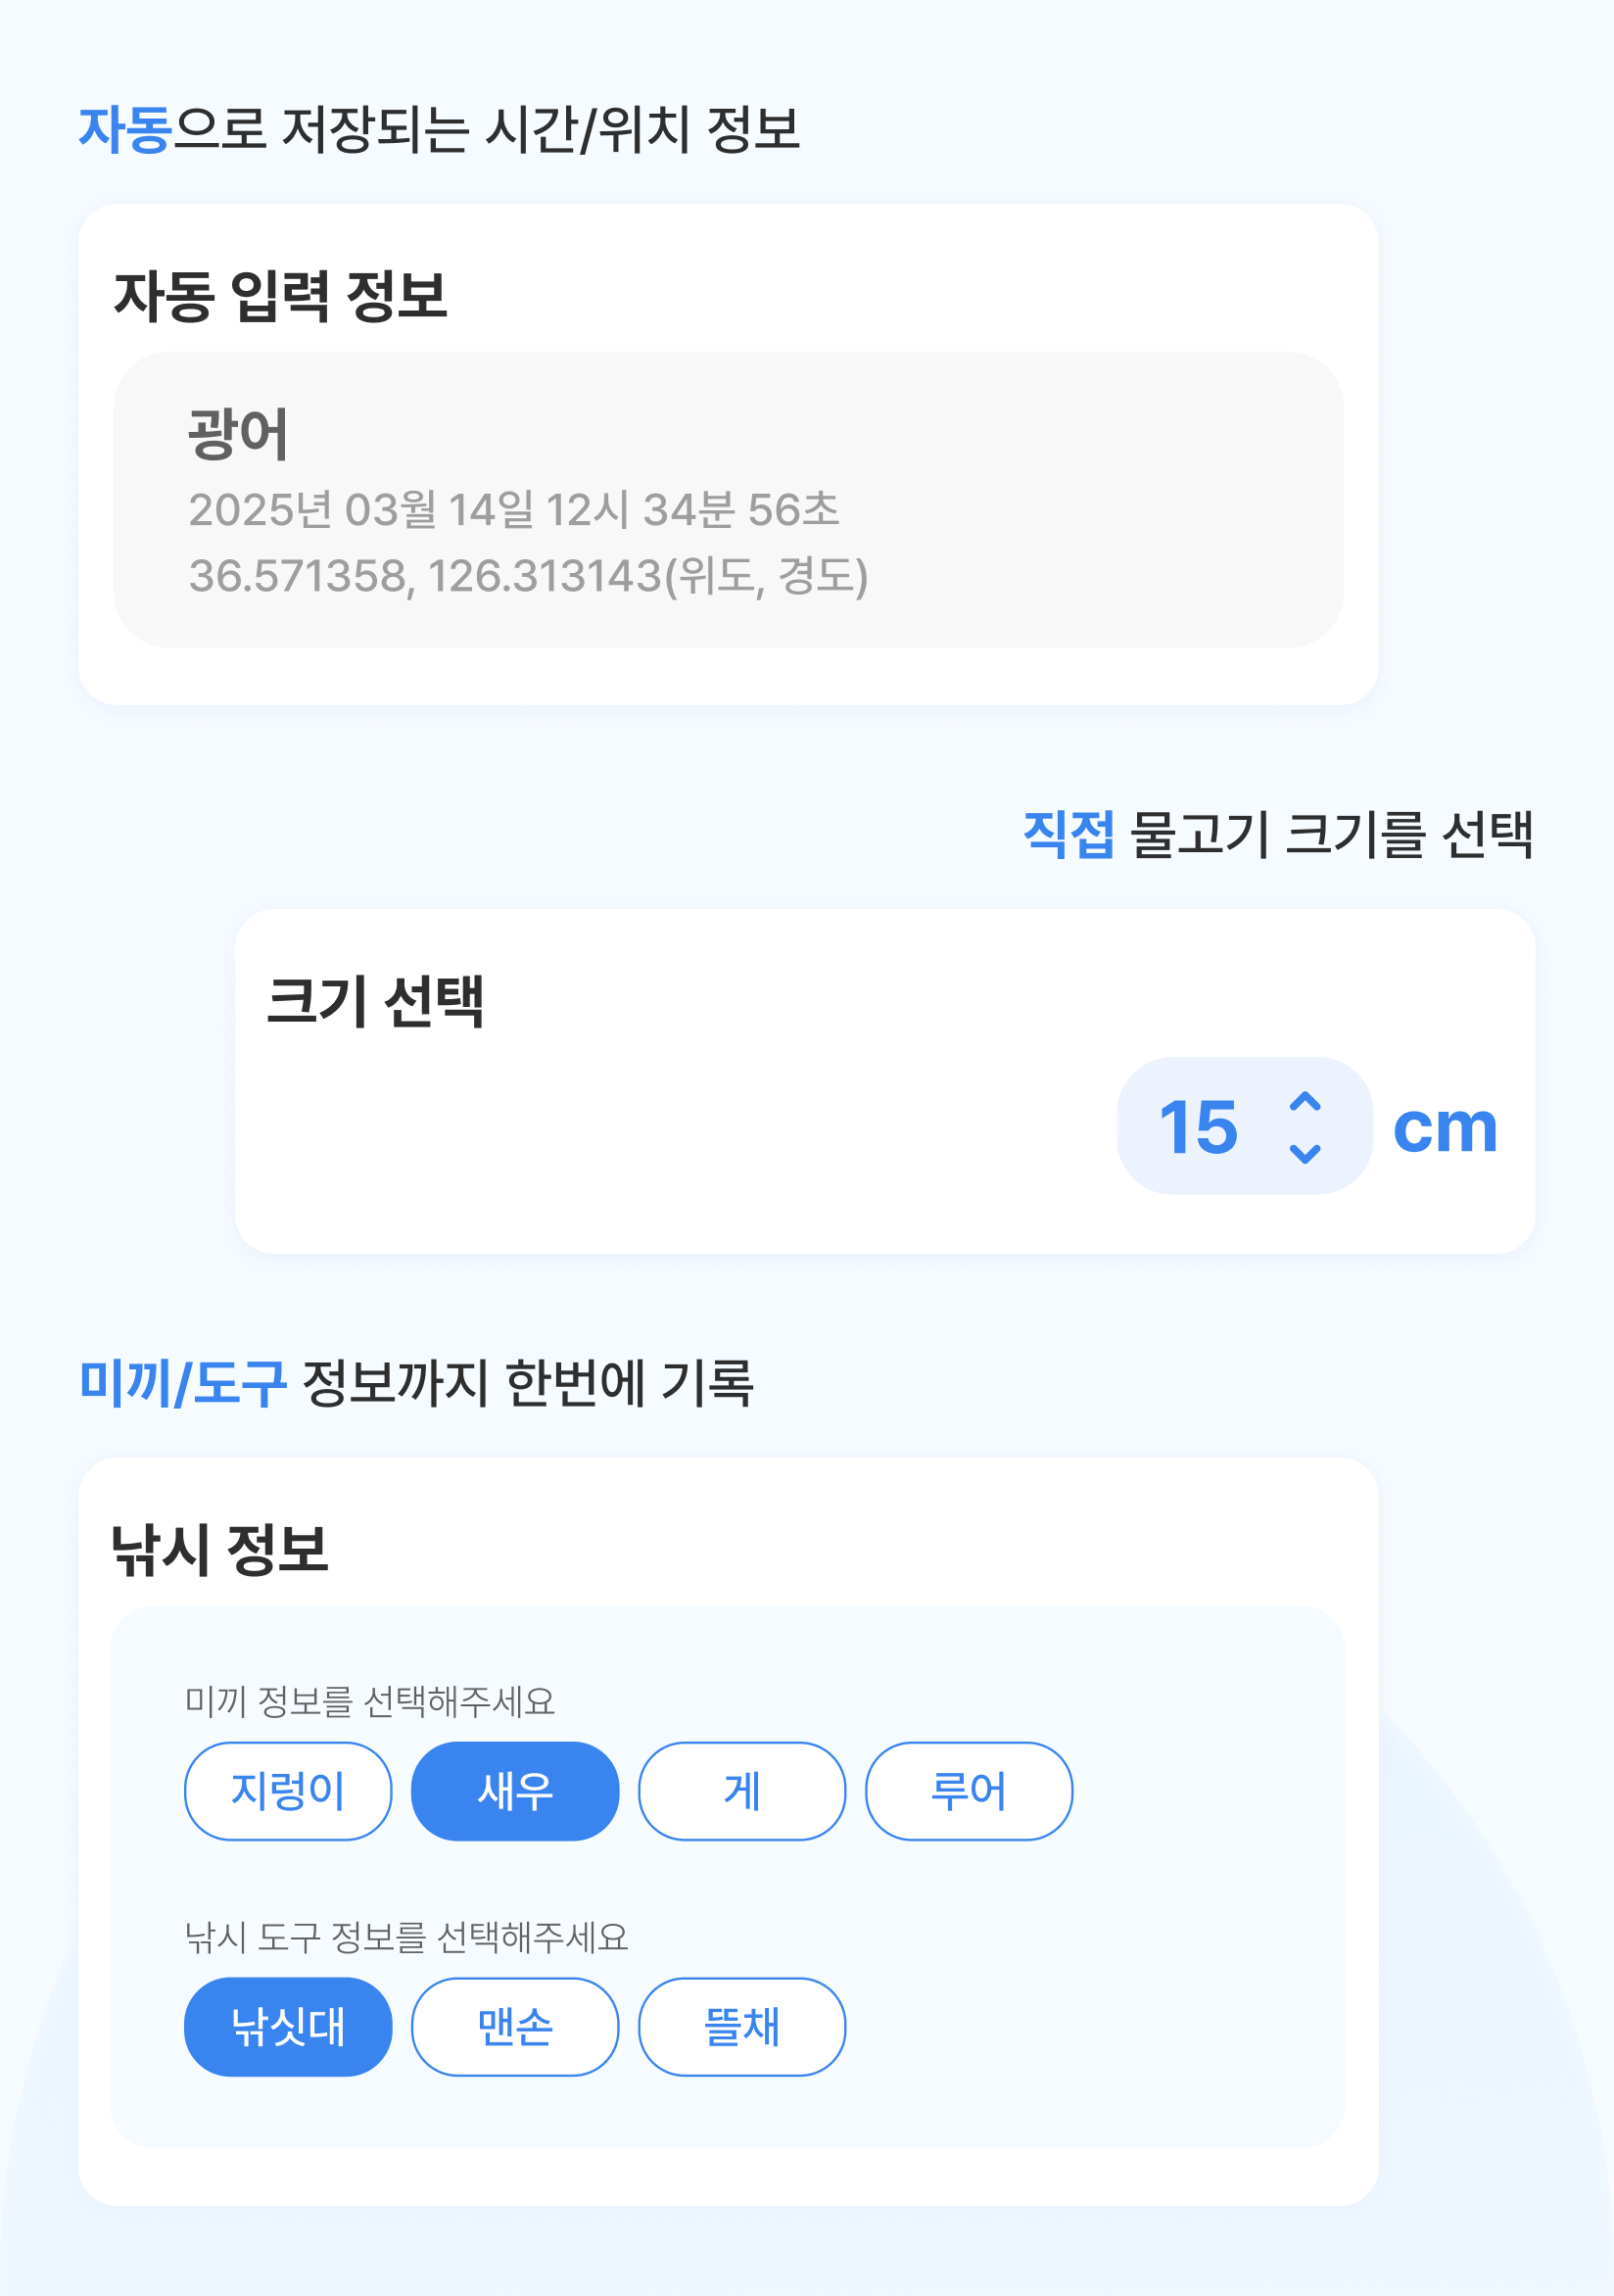 자동으로 저장되는 시간/위치 정보
자동 입력 정보
광어
2025년 03월 14일 12시 34분 56초
36.571358, 126.313143(위도, 경도)
직접 물고기 크기를 선택
크기 선택
15 cm
미끼/도구 정보까지 한번에 기록
낚시 정보
미끼 정보를 선택해주세요
지렁이 새우 게 루어
낚시 도구 정보를 선택해주세요
낚싯대 맨손 뜰채